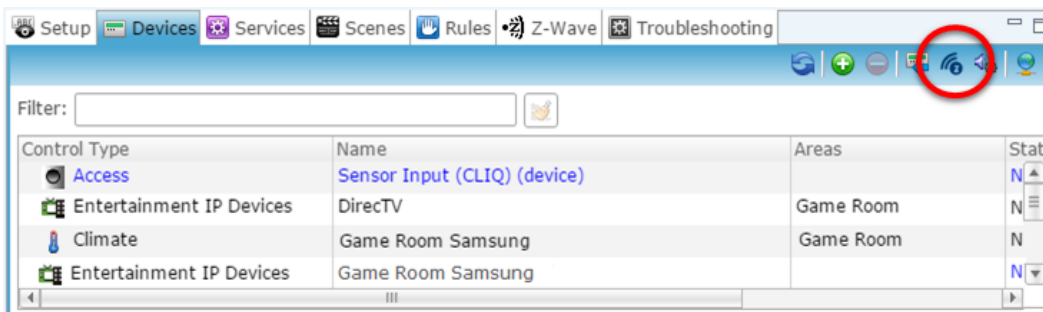 Setup Devices Services Scenes Rules Z-Wave Troubleshooting
Filter:
Control Type Name Areas Stat
Access Sensor Input (CLIQ) (device) N
Entertainment IP Devices DirecTV Game Room N
Climate Game Room Samsung Game Room N
Entertainment IP Devices Game Room Samsung N